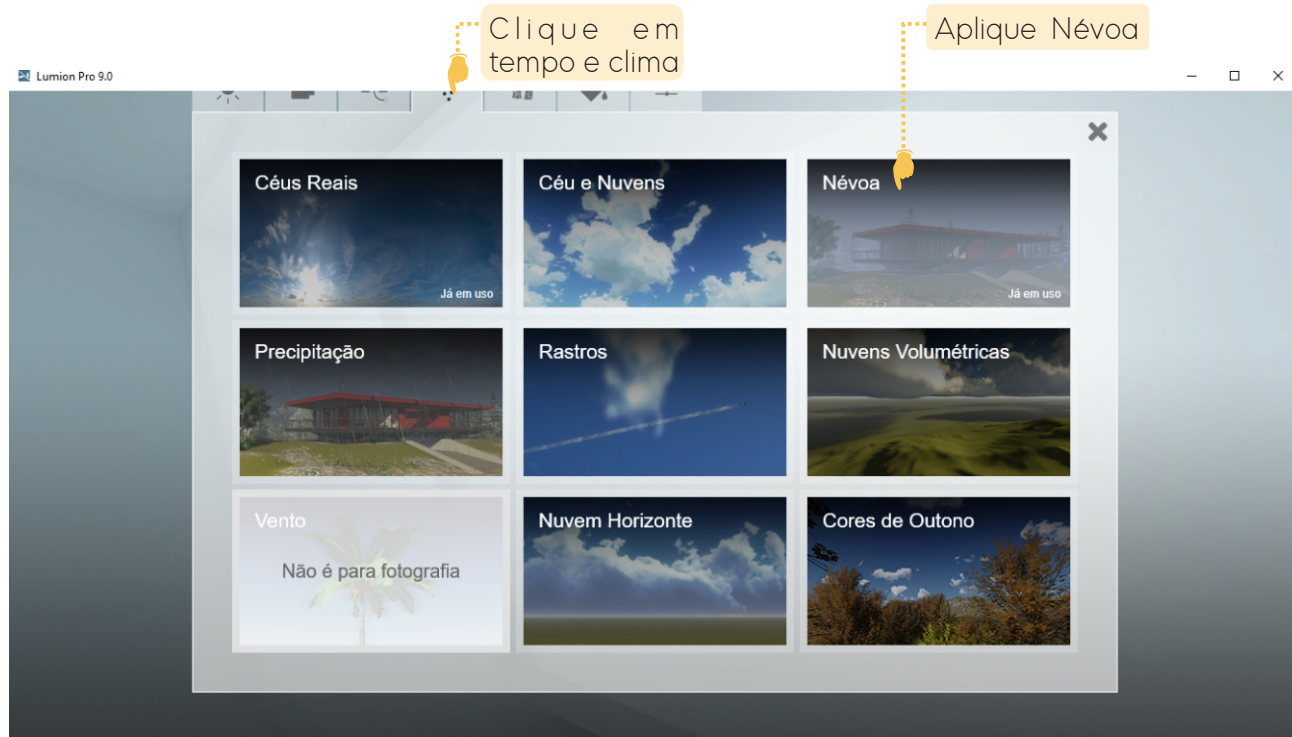 Clique em
tempo e clima
Aplique Névoa
Lumion Pro 9.0
Céus Reais
Já em uso
Céu e Nuvens
Névoa
Já em uso
Precipitação
Rastros
Nuvens Volumétricas
Vento
Não é para fotografia
Nuvem Horizonte
Cores de Outono